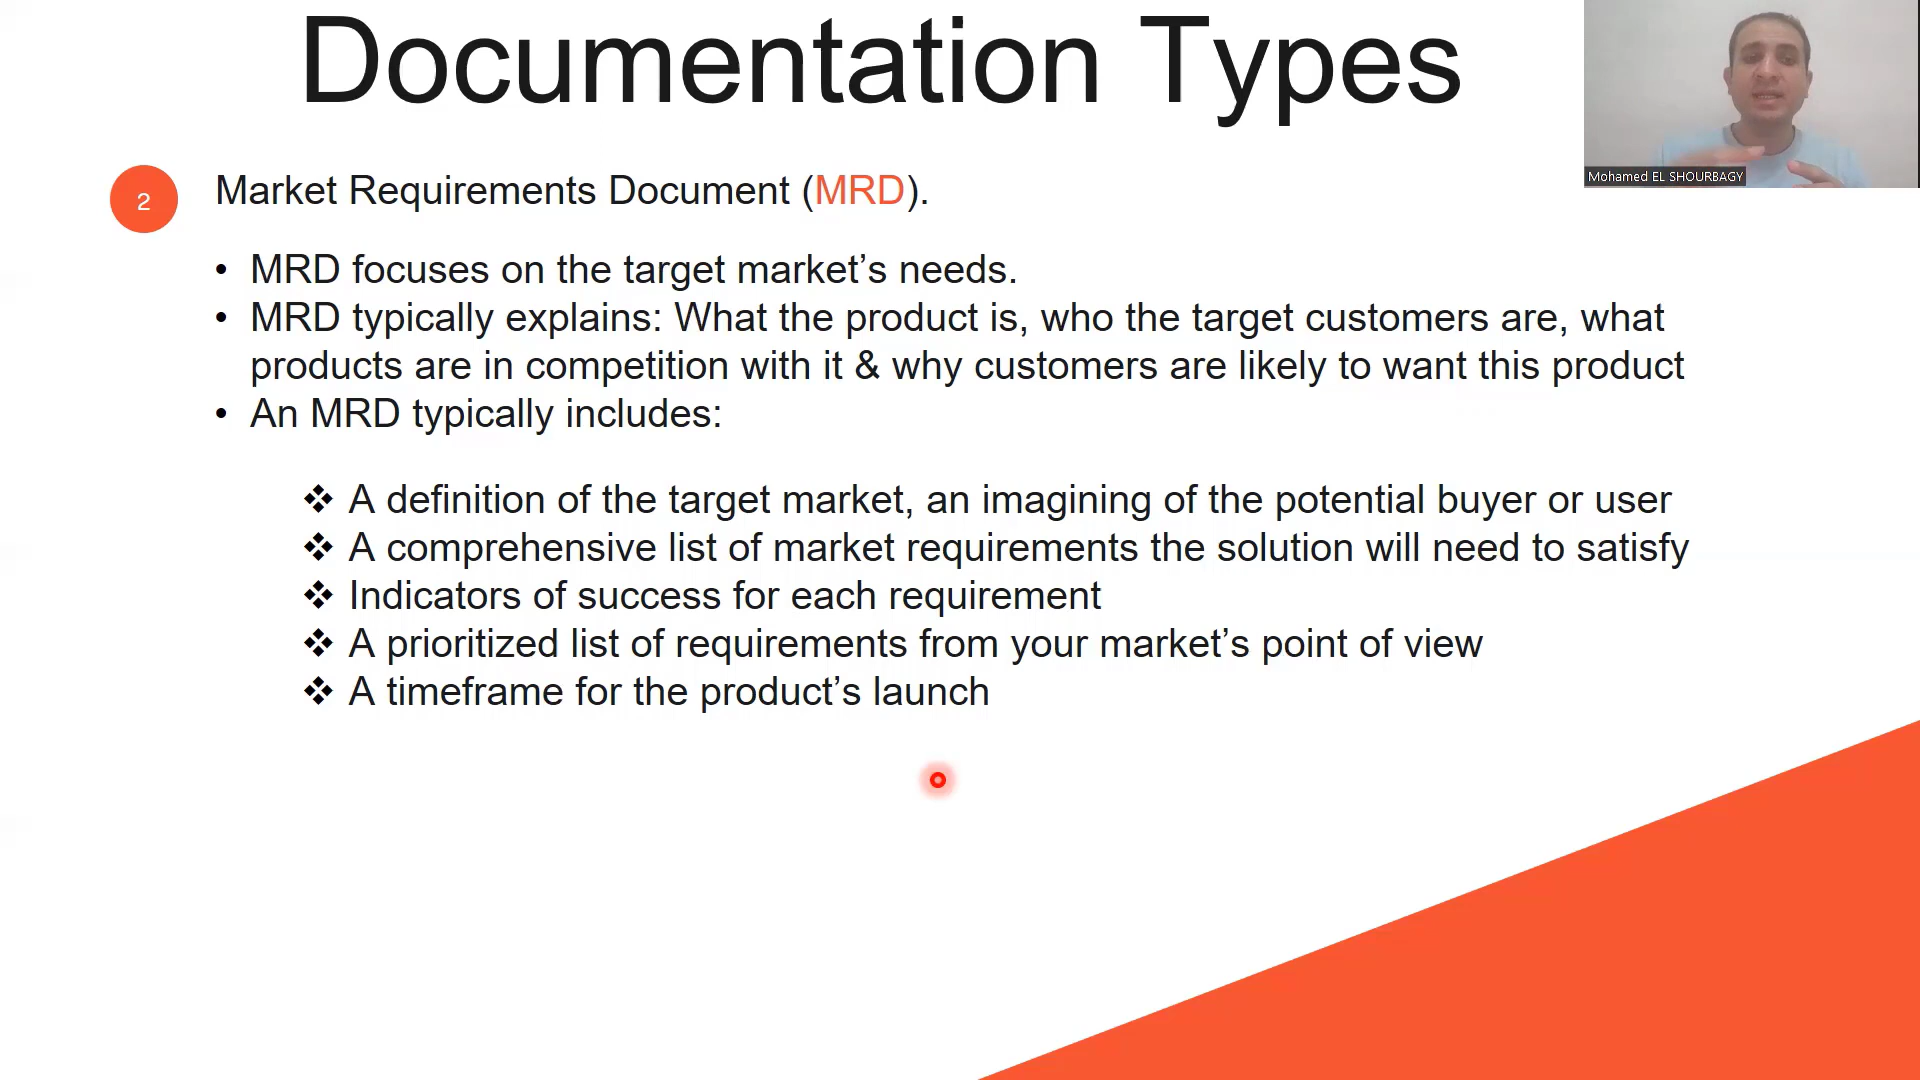 Documentation Types
Mohamed EL SHOURBAGY
2
Market Requirements Document (MRD).
• MRD focuses on the target market’s needs.
• MRD typically explains: What the product is, who the target customers are, what
products are in competition with it & why customers are likely to want this product
• An MRD typically includes:
❖ A definition of the target market, an imagining of the potential buyer or user
❖ A comprehensive list of market requirements the solution will need to satisfy
❖ Indicators of success for each requirement
❖ A prioritized list of requirements from your market’s point of view
❖ A timeframe for the product’s launch